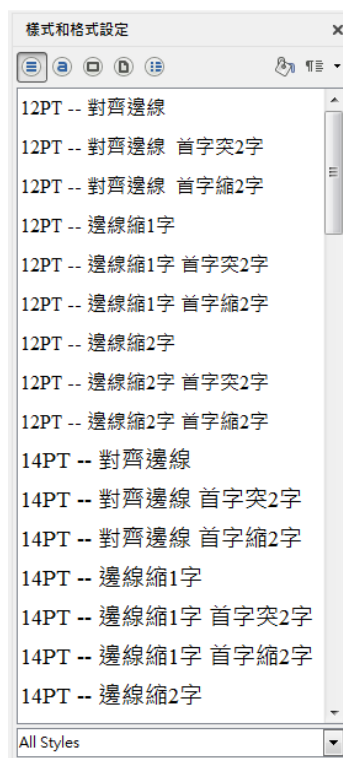 樣式和格式設定
12PT -- 對齊邊線
12PT -- 對齊邊線 首字突2字
12PT -- 對齊邊線 首字縮2字
12PT -- 邊線縮1字
12PT -- 邊線縮1字 首字突2字
12PT -- 邊線縮1字 首字縮2字
12PT -- 邊線縮2字
12PT -- 邊線縮2字 首字突2字
12PT -- 邊線縮2字 首字縮2字
14PT -- 對齊邊線
14PT -- 對齊邊線 首字突2字
14PT -- 對齊邊線 首字縮2字
14PT -- 邊線縮1字
14PT -- 邊線縮1字 首字突2字
14PT -- 邊線縮1字 首字縮2字
14PT -- 邊線縮2字
All Styles